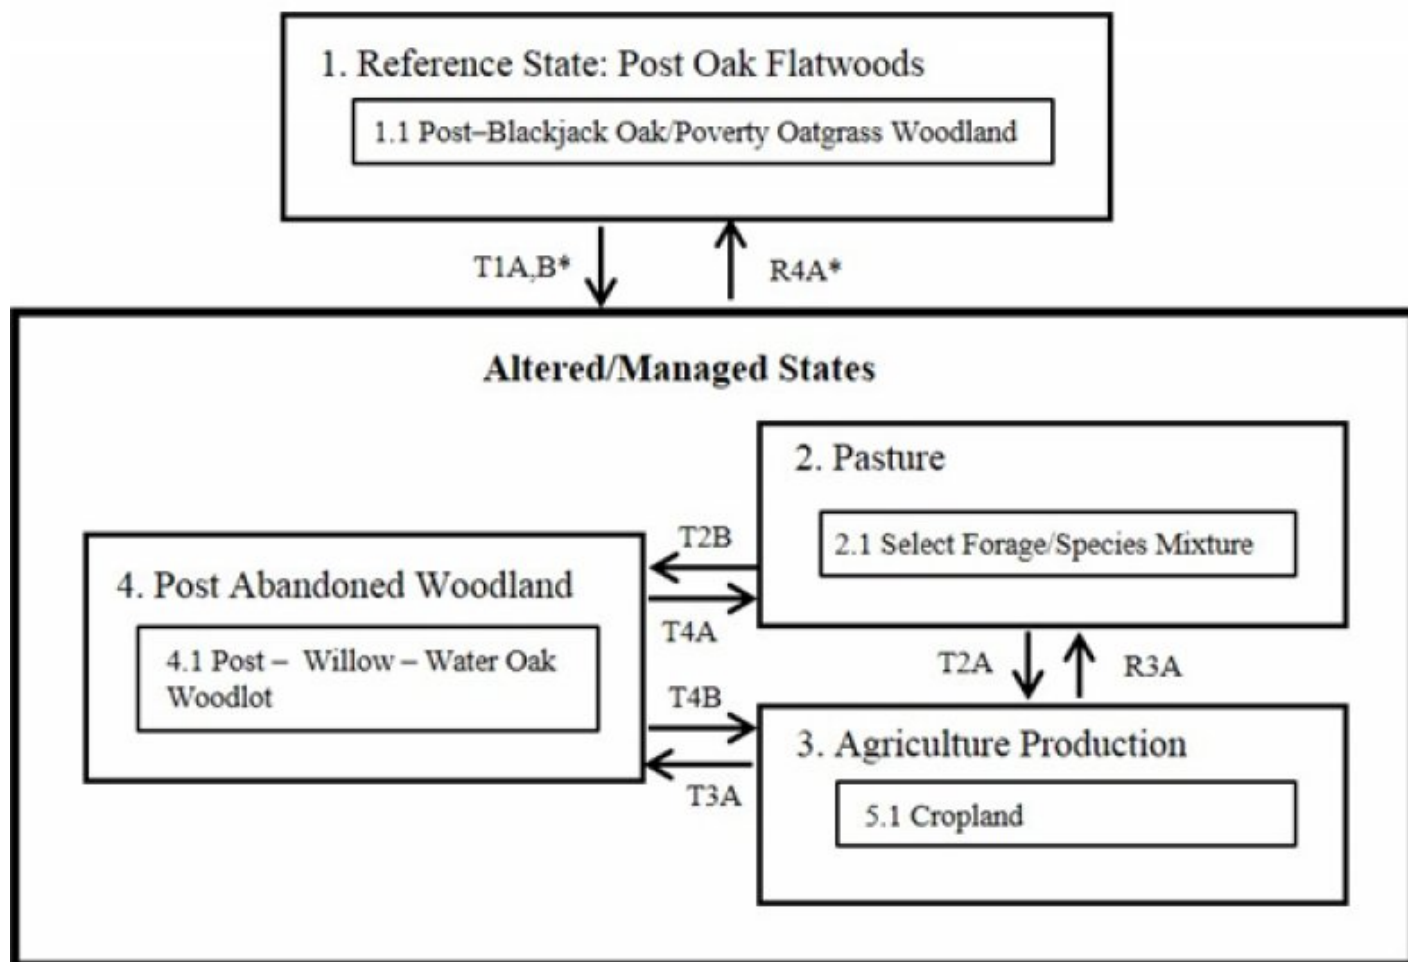 1. Reference State: Post Oak Flatwoods
1.1 Post–Blackjack Oak/Poverty Oatgrass Woodland
T1A,B*
R4A*
Altered/Managed States
2. Pasture
2.1 Select Forage/Species Mixture
T2B
4. Post Abandoned Woodland
T4A
4.1 Post – Willow – Water Oak
Woodlot
T2A
R3A
T4B
3. Agriculture Production
T3A
5.1 Cropland